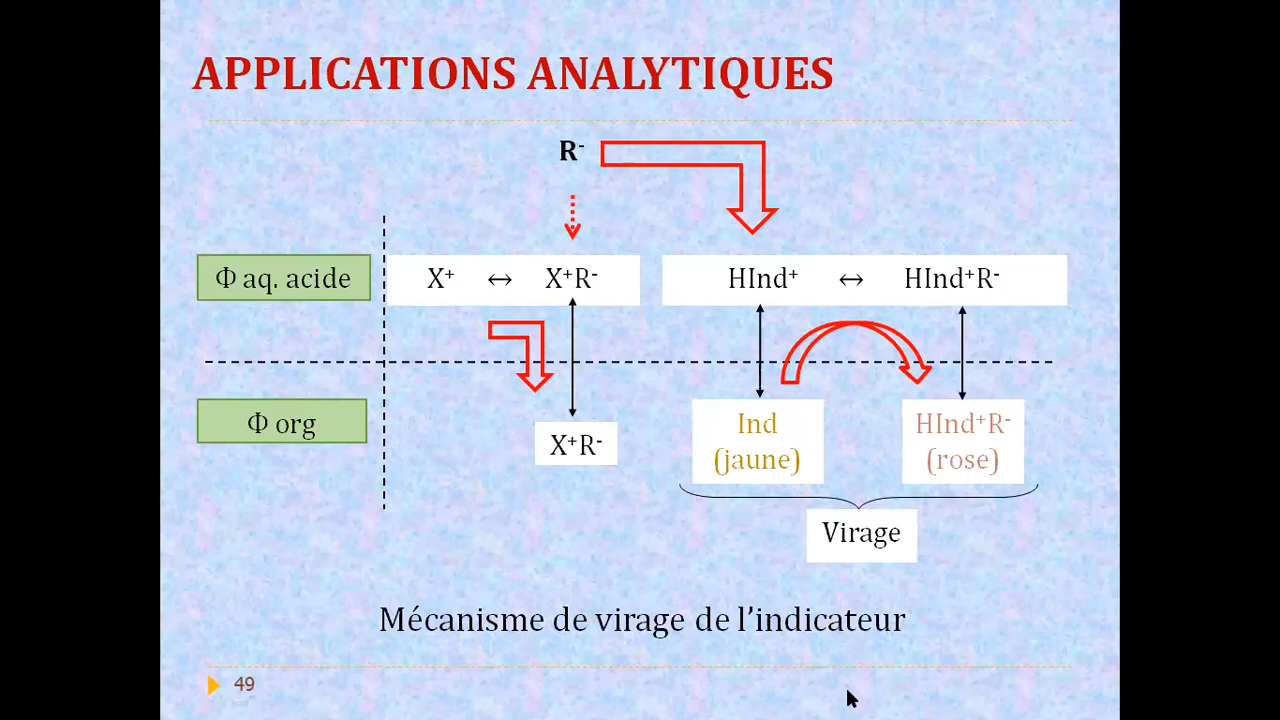 APPLICATIONS ANALYTIQUES
R⁻
Φ aq. acide
X⁺ ↔ X⁺R⁻
HInd⁺ ↔ HInd⁺R⁻
Φ org
X⁺R⁻
Ind
(jaune)
HInd⁺R⁻
(rose)
Virage
Mécanisme de virage de l’indicateur
49